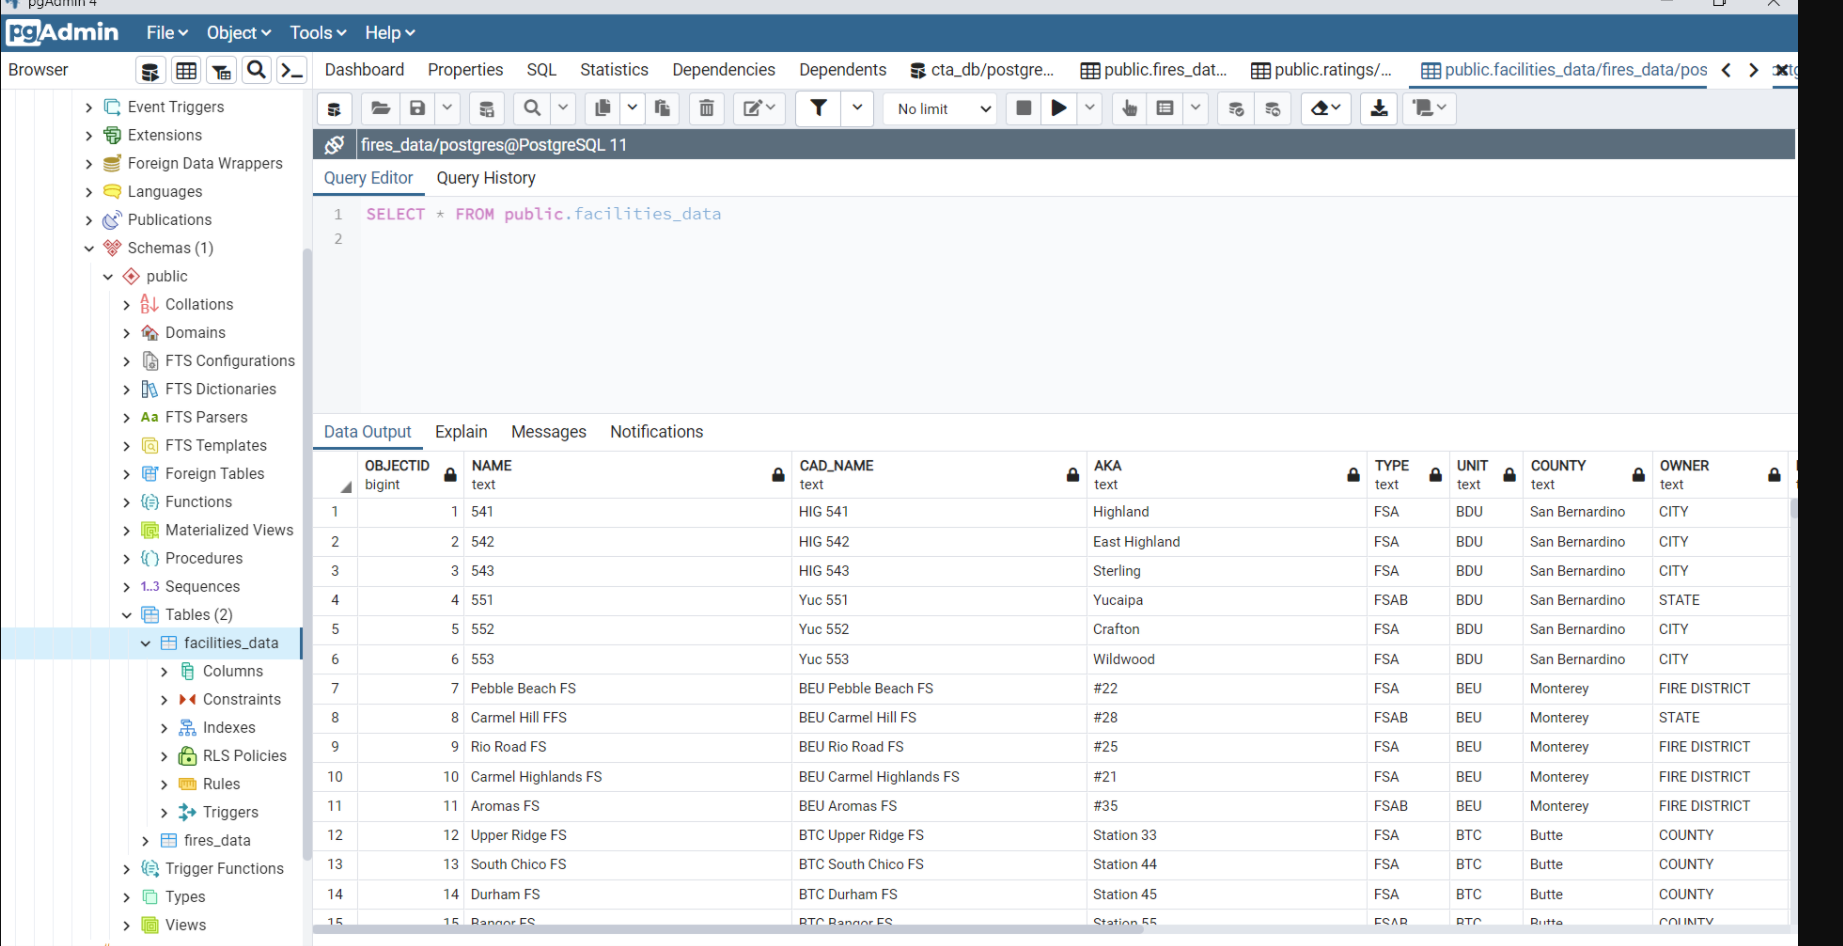 pgAdmin 4
pgAdmin File Object Tools Help
Browser
Dashboard Properties SQL Statistics Dependencies Dependents cta_db/postgre... public.fires_dat... public.ratings/... public.facilities_data/fires_data/pos
No limit
fires_data/postgres@PostgreSQL 11
Query Editor Query History
1 SELECT * FROM public.facilities_data
2
Event Triggers
Extensions
Foreign Data Wrappers
Languages
Publications
Schemas (1)
public
Collations
Domains
FTS Configurations
FTS Dictionaries
Aa FTS Parsers
FTS Templates
Foreign Tables
Functions
Materialized Views
Procedures
1..3 Sequences
Tables (2)
facilities_data
Columns
Constraints
Indexes
RLS Policies
Rules
Triggers
fires_data
Trigger Functions
Types
Views
Data Output Explain Messages Notifications
OBJECTID NAME CAD_NAME AKA TYPE UNIT COUNTY OWNER
bigint text text text text text text text
1 1 541 HIG 541 Highland FSA BDU San Bernardino CITY
2 2 542 HIG 542 East Highland FSA BDU San Bernardino CITY
3 3 543 HIG 543 Sterling FSA BDU San Bernardino CITY
4 4 551 Yuc 551 Yucaipa FSAB BDU San Bernardino STATE
5 5 552 Yuc 552 Crafton FSA BDU San Bernardino CITY
6 6 553 Yuc 553 Wildwood FSA BDU San Bernardino CITY
7 7 Pebble Beach FS BEU Pebble Beach FS #22 FSA BEU Monterey FIRE DISTRICT
8 8 Carmel Hill FFS BEU Carmel Hill FS #28 FSAB BEU Monterey STATE
9 9 Rio Road FS BEU Rio Road FS #25 FSA BEU Monterey FIRE DISTRICT
10 10 Carmel Highlands FS BEU Carmel Highlands FS #21 FSA BEU Monterey FIRE DISTRICT
11 11 Aromas FS BEU Aromas FS #35 FSAB BEU Monterey FIRE DISTRICT
12 12 Upper Ridge FS BTC Upper Ridge FS Station 33 FSA BTC Butte COUNTY
13 13 South Chico FS BTC South Chico FS Station 44 FSA BTC Butte COUNTY
14 14 Durham FS BTC Durham FS Station 45 FSA BTC Butte COUNTY
15 15 Bangor FS BTC Bangor FS Station 55 FSAB BTC Butte COUNTY